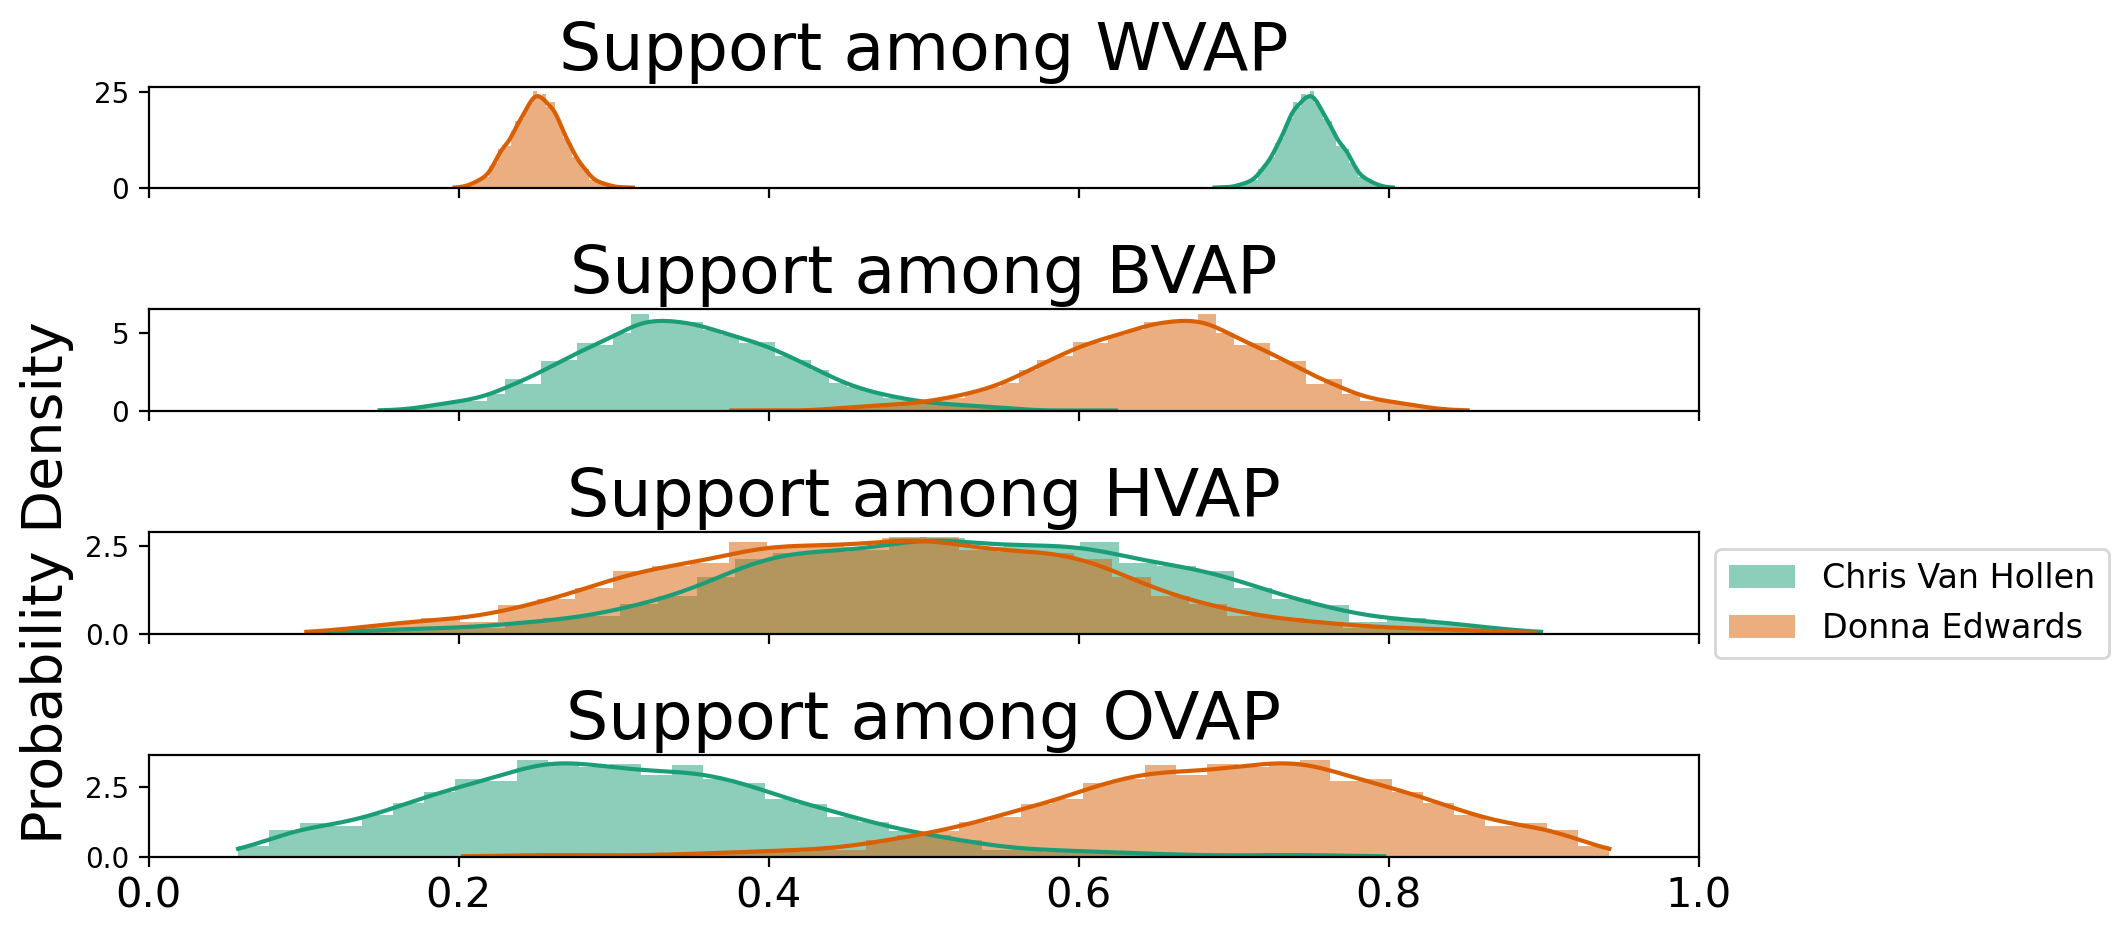 Support among WVAP
25
0
Support among BVAP
5
0
Support among HVAP
2.5
0.0
Support among OVAP
2.5
0.0
0.0 0.2 0.4 0.6 0.8 1.0
Probability Density
Chris Van Hollen
Donna Edwards